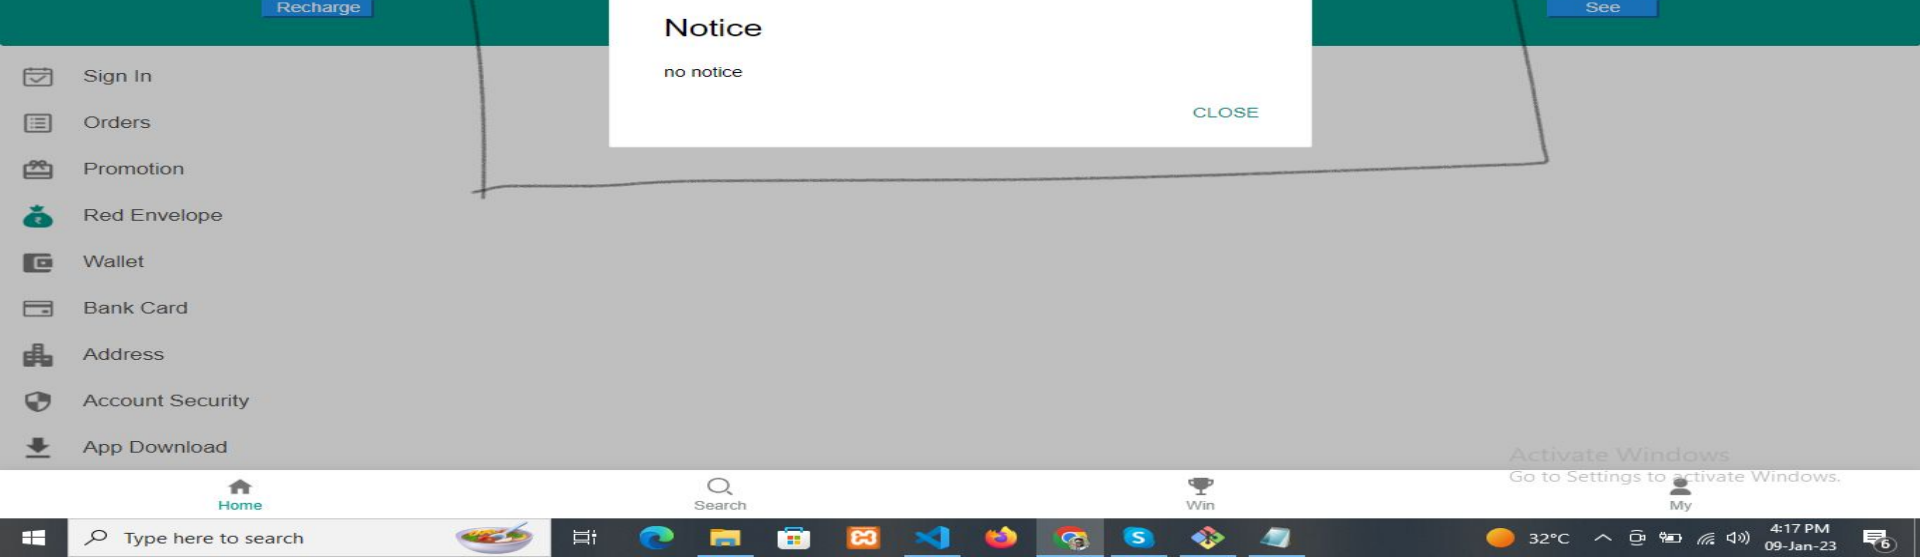 Recharge
See
Notice
no notice
CLOSE
Sign In
Orders
Promotion
Red Envelope
Wallet
Bank Card
Address
Account Security
App Download
Activate Windows
Go to Settings to activate Windows.
Home
Search
Win
My
Type here to search
32°C
4:17 PM
09-Jan-23
6